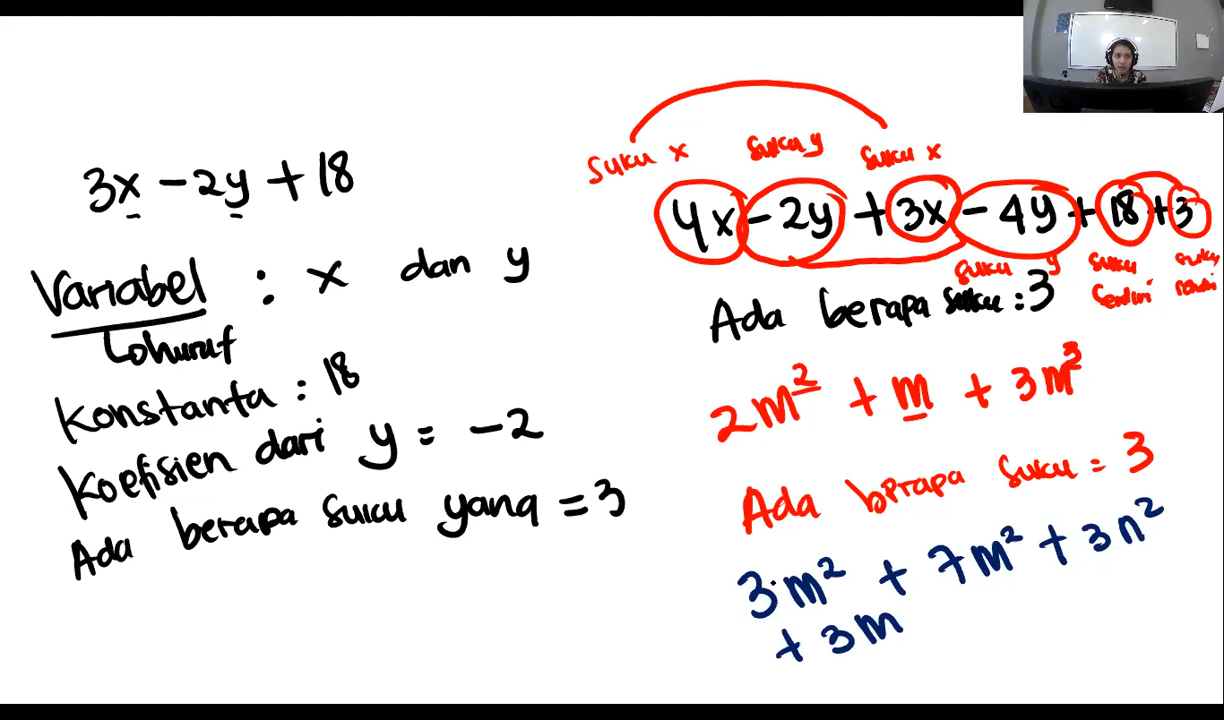 3x - 2y + 18
Variabel : x dan y
huruf
Konstanta : 18
Koefisien dari y = -2
Ada berapa suku yang = 3
suku x suku y suku x
4x - 2y + 3x - 4y + 18 + 3
suku y suku suku
sendiri
Ada berapa suku : 3
2m² + m + 3m³
Ada berapa suku = 3
3m² + 7m² + 3n²
+ 3m